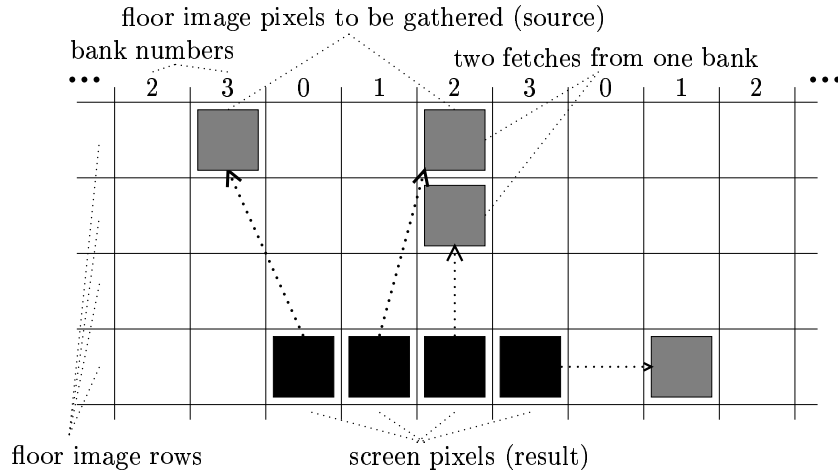 floor image pixels to be gathered (source)
bank numbers
two fetches from one bank
... 2 3 0 1 2 3 0 1 2 ...
floor image rows
screen pixels (result)